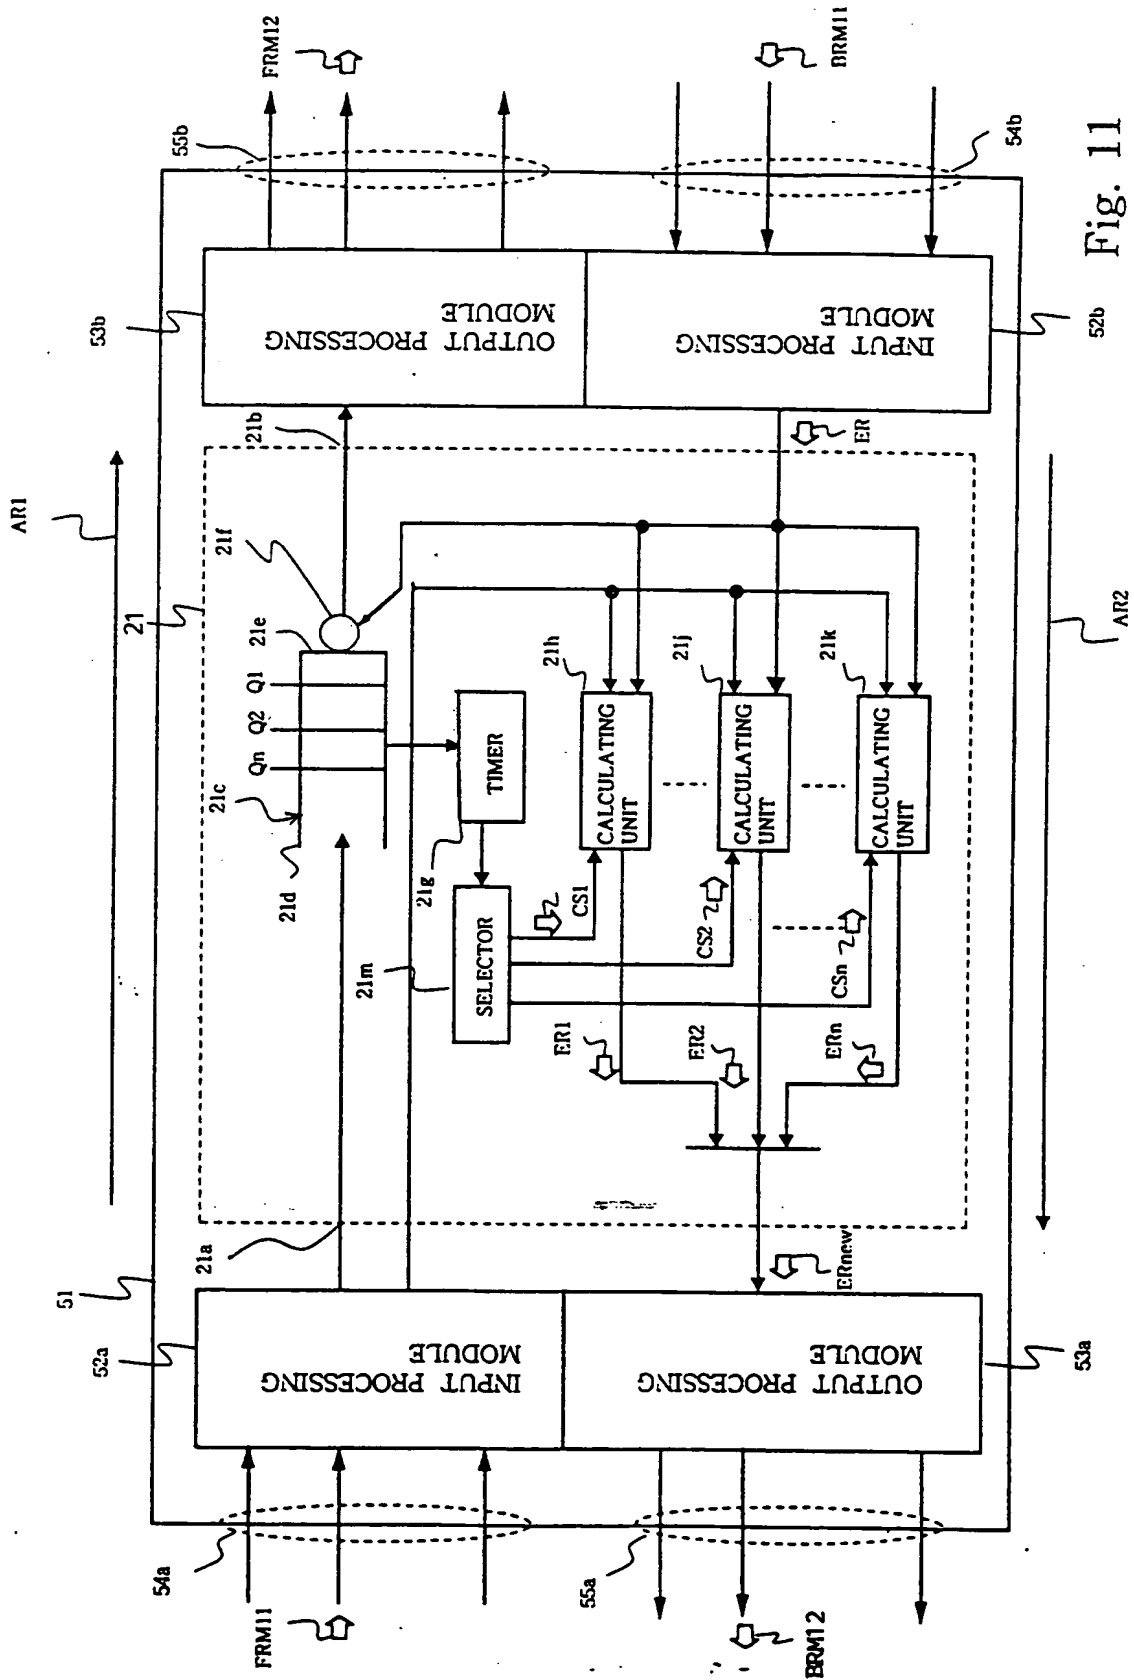 AR1
51
21
FRM11
54a
52a
INPUT PROCESSING
MODULE
21a
21d
21c
Qn
Q2
Q1
21e
21f
21b
53b
OUTPUT PROCESSING
MODULE
55b
FRM12
21m
SELECTOR
21g
TIMER
CS1
CALCULATING
UNIT
21h
ER1
CS2
CALCULATING
UNIT
21j
ER2
CSn
CALCULATING
UNIT
21k
ERn
ER
ERnew
55a
BRM12
OUTPUT PROCESSING
MODULE
53a
INPUT PROCESSING
MODULE
52b
54b
BRM11
AR2
Fig. 11